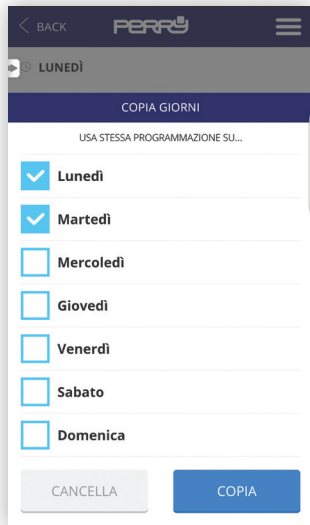 BACK
PERRY
LUNEDÌ
COPIA GIORNI
USA STESSA PROGRAMMAZIONE SU...
Lunedì
Martedì
Mercoledì
Giovedì
Venerdì
Sabato
Domenica
CANCELLA
COPIA